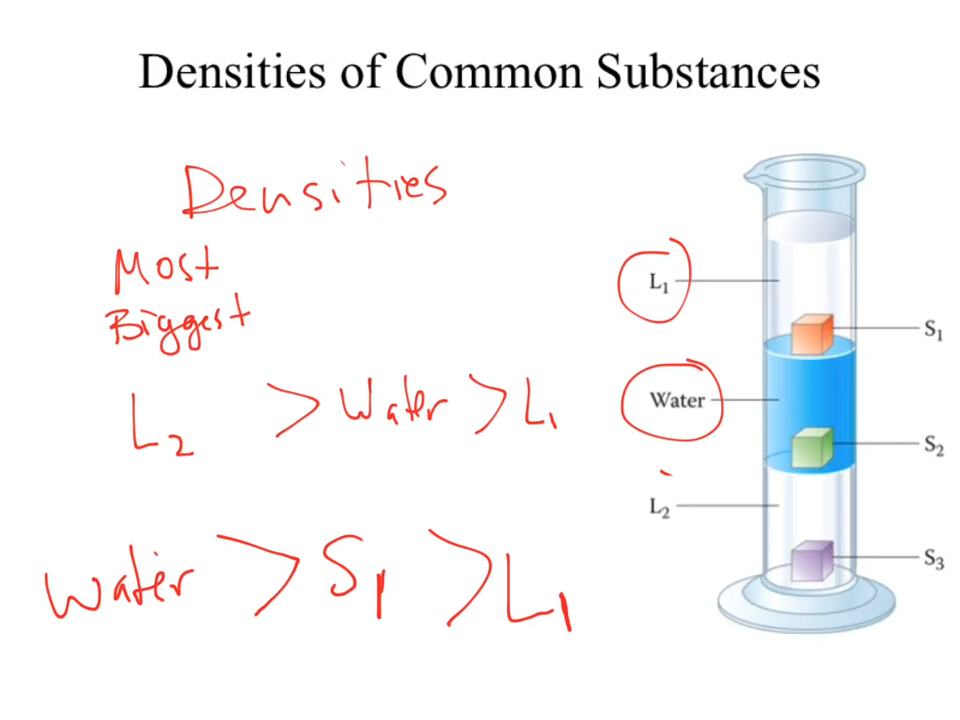 Densities of Common Substances
Densities
Most
Biggest
L₂ > Water > L₁
Water > S₁ > L₁
L₁
S₁
Water
S₂
L₂
S₃